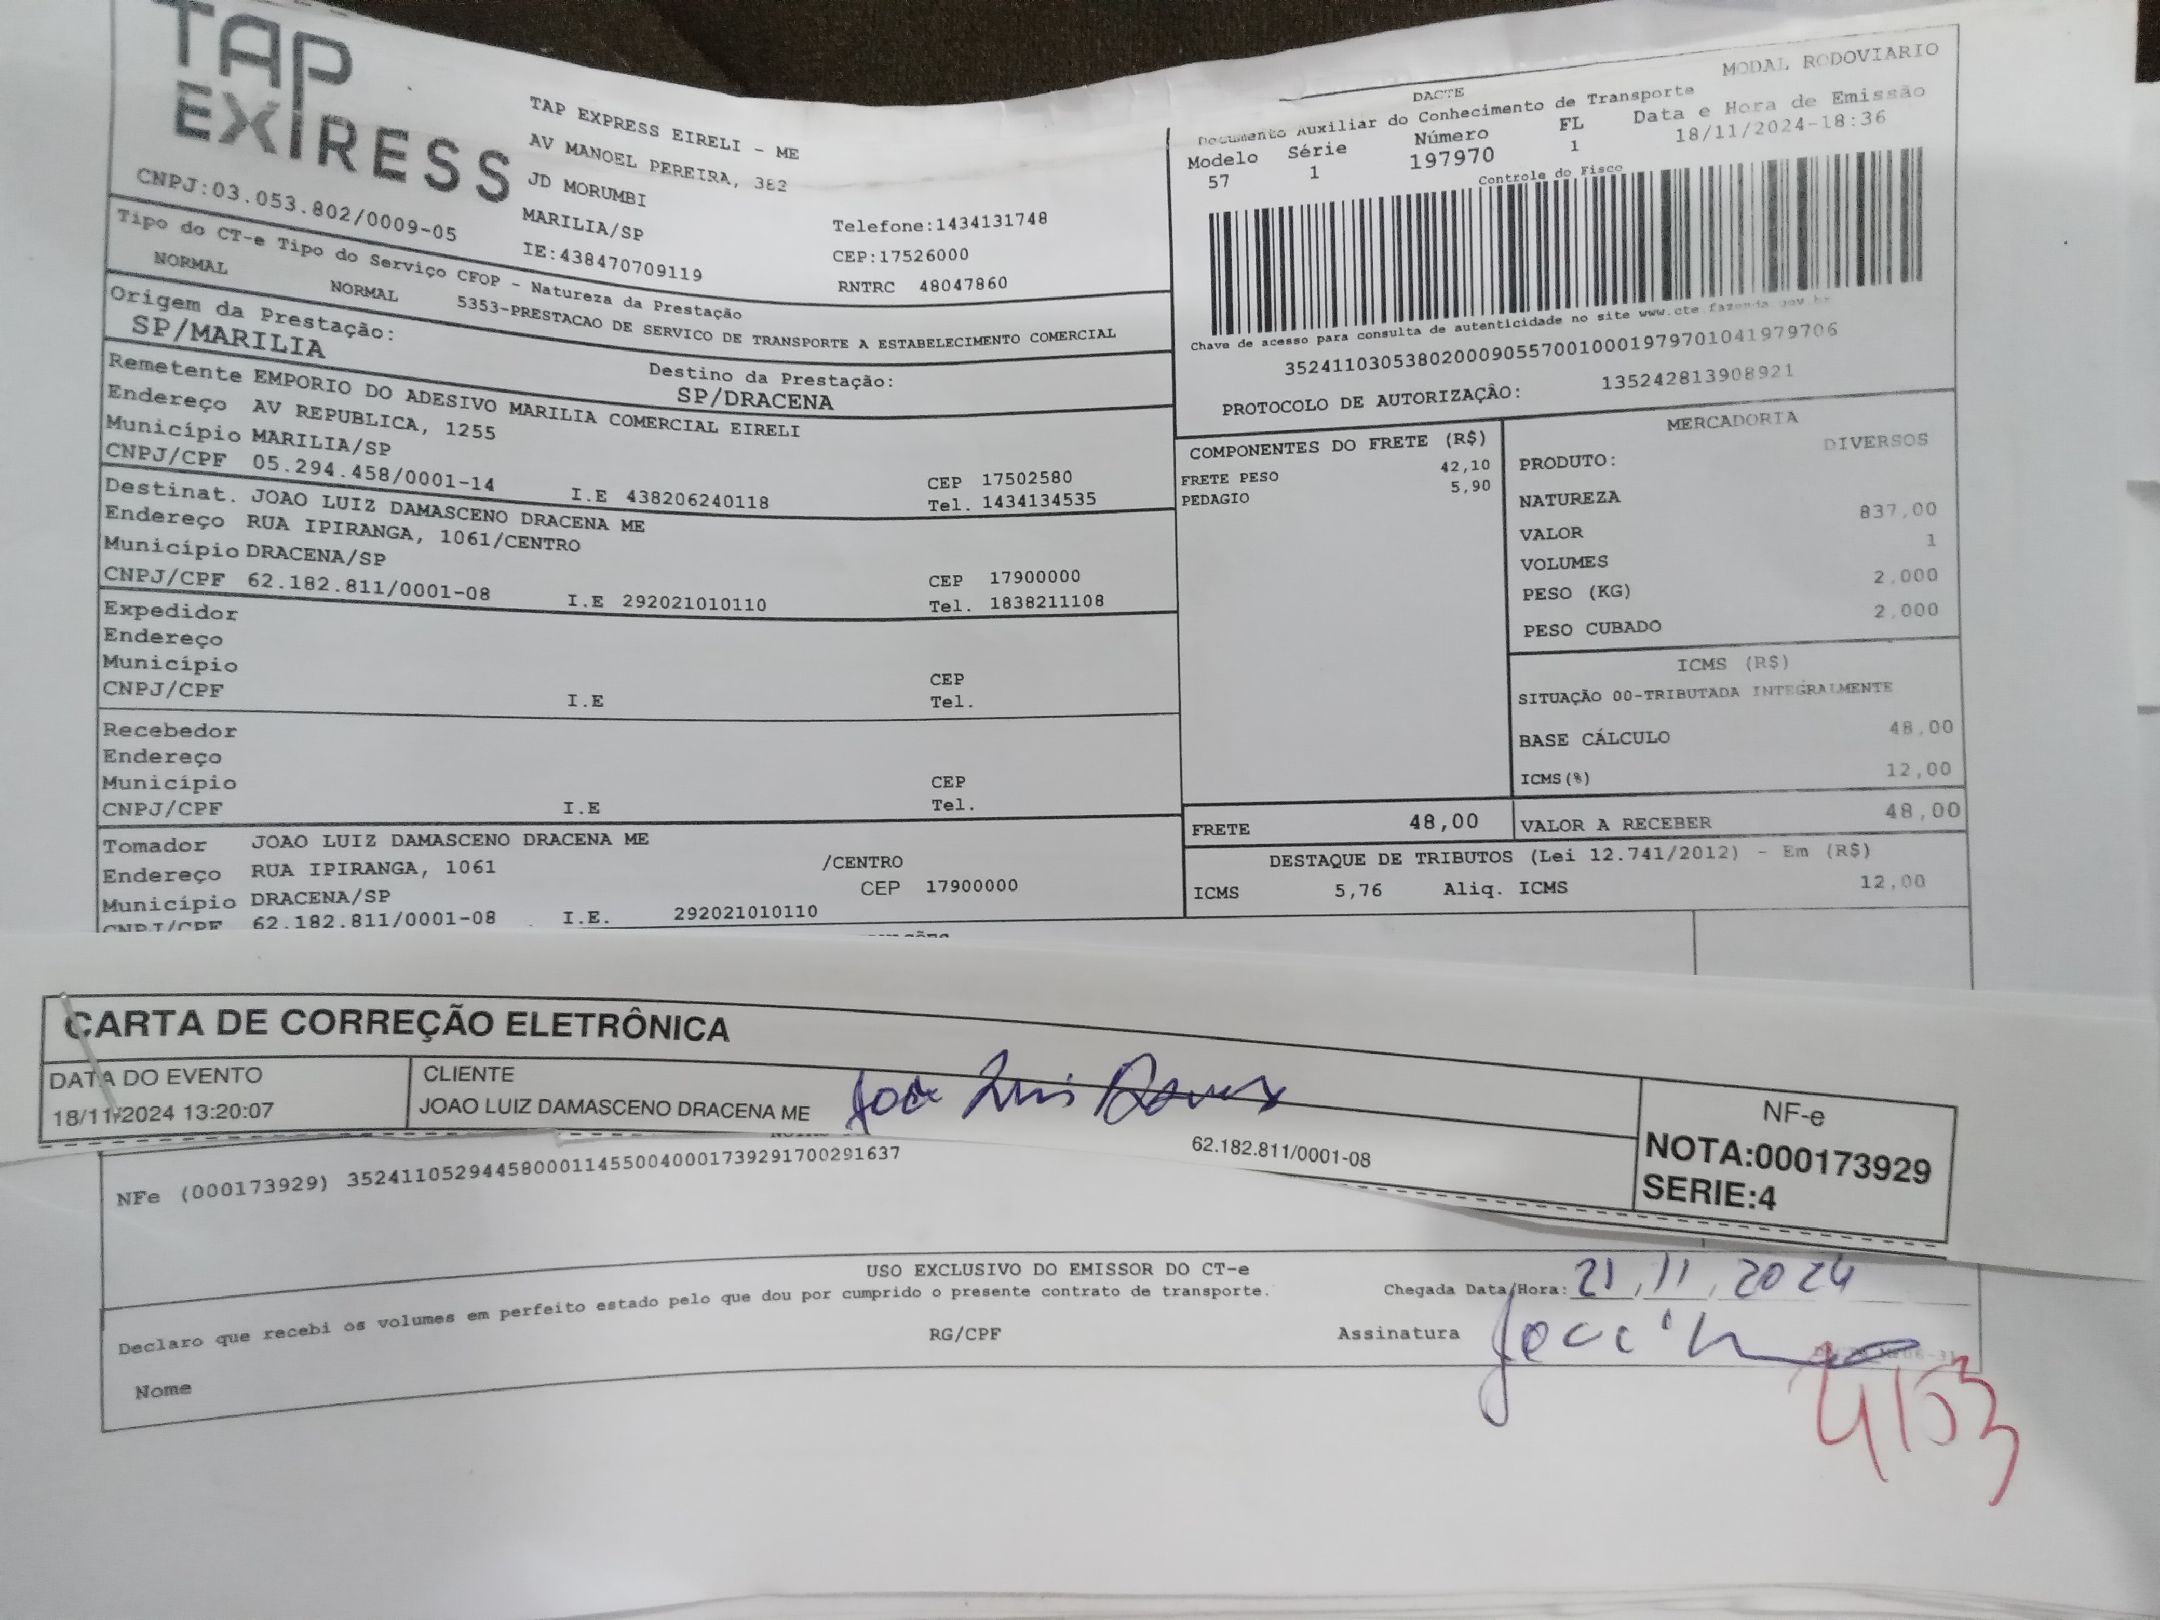 TAP
EXPRESS
CNPJ:03.053.802/0009-05
TAP EXPRESS EIRELI - ME
AV MANOEL PEREIRA, 382
JD MORUMBI
MARILIA/SP
IE:438470709119
Telefone:1434131748
CEP:17526000
RNTRC 48047860
MODAL RODOVIARIO
DACTE
Documento Auxiliar do Conhecimento de Transporte
Modelo Série Número FL Data e Hora de Emissão
57 1 197970 1 18/11/2024-18:36
Controle do Fisco
Chave de acesso para consulta de autenticidade no site www.cte.fazenda.gov.br
35241103053802000905570010001979701041979706
PROTOCOLO DE AUTORIZAÇÃO: 135242813908921
Tipo do CT-e Tipo do Serviço CFOP - Natureza da Prestação
NORMAL NORMAL 5353-PRESTACAO DE SERVICO DE TRANSPORTE A ESTABELECIMENTO COMERCIAL
Origem da Prestação:
SP/MARILIA
Destino da Prestação:
SP/DRACENA
Remetente EMPORIO DO ADESIVO MARILIA COMERCIAL EIRELI
Endereço AV REPUBLICA, 1255
Município MARILIA/SP CEP 17502580
CNPJ/CPF 05.294.458/0001-14 I.E 438206240118 Tel. 1434134535
Destinat. JOAO LUIZ DAMASCENO DRACENA ME
Endereço RUA IPIRANGA, 1061/CENTRO
Município DRACENA/SP CEP 17900000
CNPJ/CPF 62.182.811/0001-08 I.E 292021010110 Tel. 1838211108
Expedidor
Endereço
Município CEP
CNPJ/CPF I.E Tel.
Recebedor
Endereço
Município CEP
CNPJ/CPF I.E Tel.
Tomador JOAO LUIZ DAMASCENO DRACENA ME
Endereço RUA IPIRANGA, 1061 /CENTRO
Município DRACENA/SP CEP 17900000
CNPJ/CPF 62.182.811/0001-08 I.E. 292021010110
COMPONENTES DO FRETE (R$)
FRETE PESO 42,10
PEDAGIO 5,90
MERCADORIA
PRODUTO: DIVERSOS
NATUREZA
VALOR 837,00
VOLUMES 1
PESO (KG) 2,000
PESO CUBADO 2,000
ICMS (R$)
SITUAÇÃO 00-TRIBUTADA INTEGRALMENTE
BASE CÁLCULO 48,00
ICMS(%) 12,00
FRETE 48,00 VALOR A RECEBER 48,00
DESTAQUE DE TRIBUTOS (Lei 12.741/2012) - Em (R$)
ICMS 5,76 Aliq. ICMS 12,00
CARTA DE CORREÇÃO ELETRÔNICA
DATA DO EVENTO
18/11/2024 13:20:07
CLIENTE
JOAO LUIZ DAMASCENO DRACENA ME
62.182.811/0001-08
NF-e
NOTA:000173929
SERIE:4
NFe (000173929) 35241105294458000114550040001739291700291637
USO EXCLUSIVO DO EMISSOR DO CT-e
Declaro que recebi os volumes em perfeito estado pelo que dou por cumprido o presente contrato de transporte.
Chegada Data/Hora: 21,11,2024
RG/CPF
Assinatura
Nome